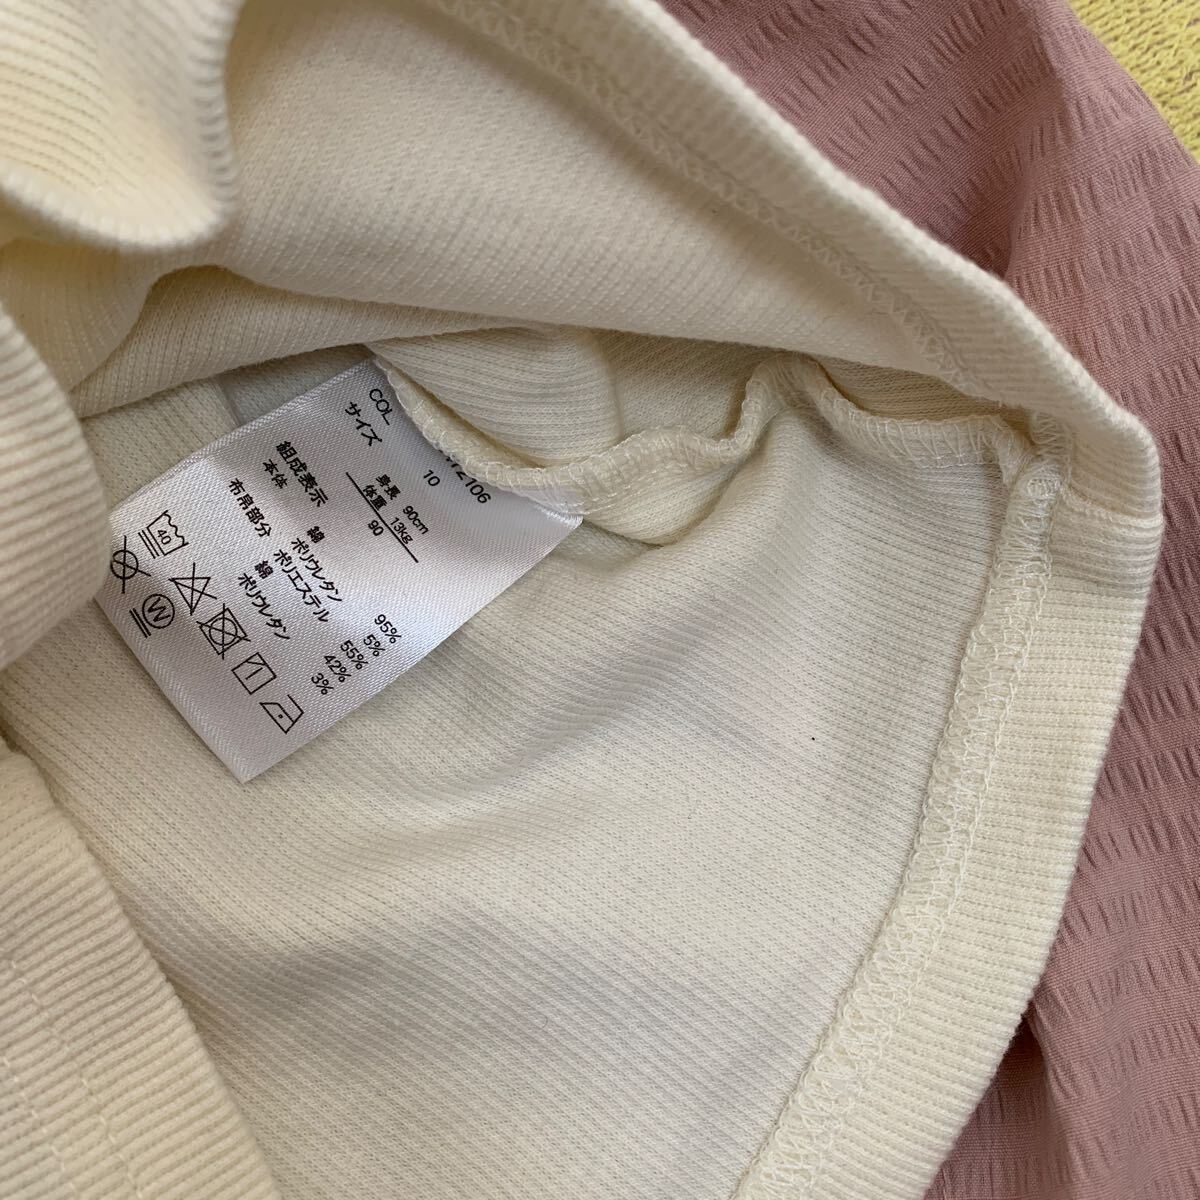 COL. 10
サイズ 90
身長 90cm
体重 13kg
組成表示
本体 綿 95%
ポリウレタン 5%
布帛部分 ポリエステル 55%
綿 42%
ポリウレタン 3%
40
W
1